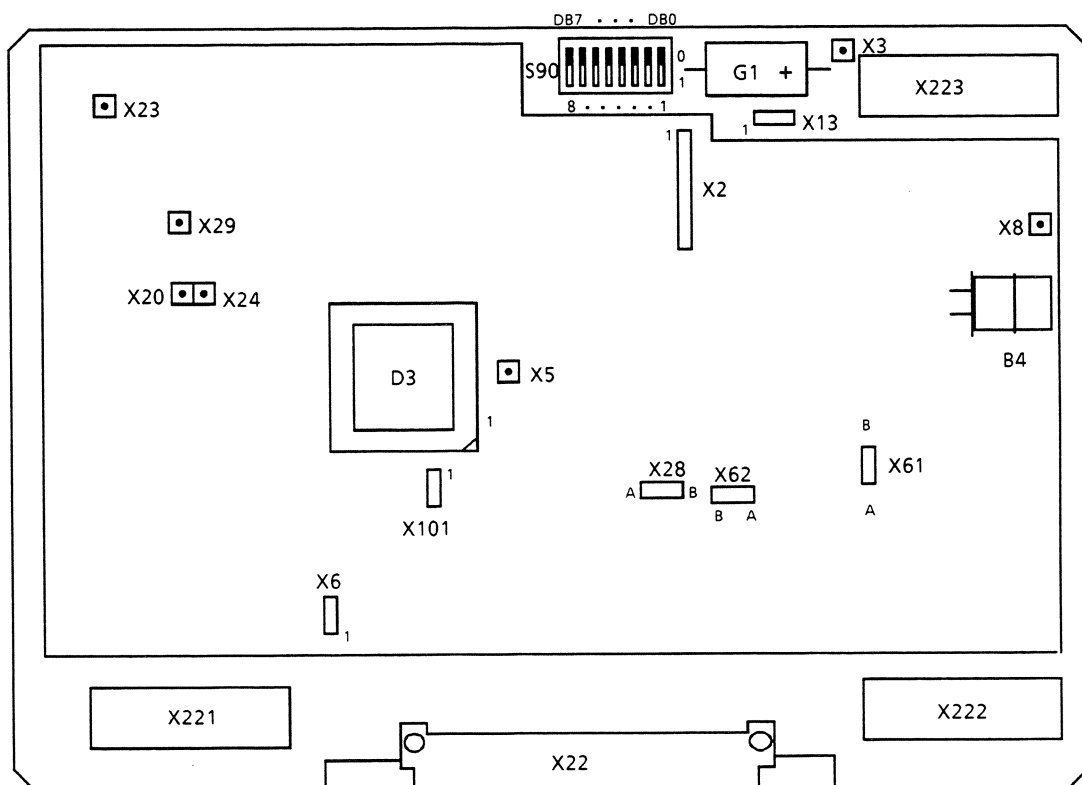 DB7 . . . DB0
S90
0
1
8 . . . . . 1
G1 +
X3
X223
X23
1 X13
1
X2
X29
X8
X20
X24
B4
D3
X5
1
B
X61
A
X28
A B
X62
B A
1
X101
X6
1
X221
X222
X22